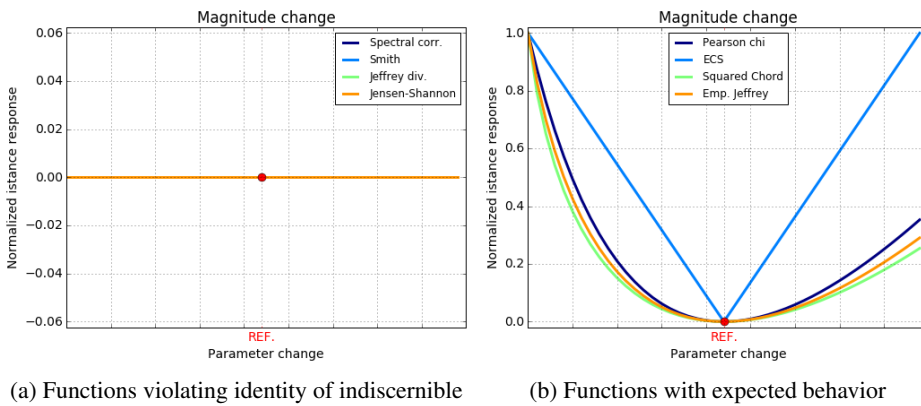 Magnitude change
0.06
0.04
0.02
0.00
−0.02
−0.04
−0.06
Normalized istance response
Spectral corr.
Smith
Jeffrey div.
Jensen-Shannon
REF.
Parameter change
(a) Functions violating identity of indiscernible
Magnitude change
1.0
0.8
0.6
0.4
0.2
0.0
Normalized istance response
Pearson chi
ECS
Squared Chord
Emp. Jeffrey
REF.
Parameter change
(b) Functions with expected behavior